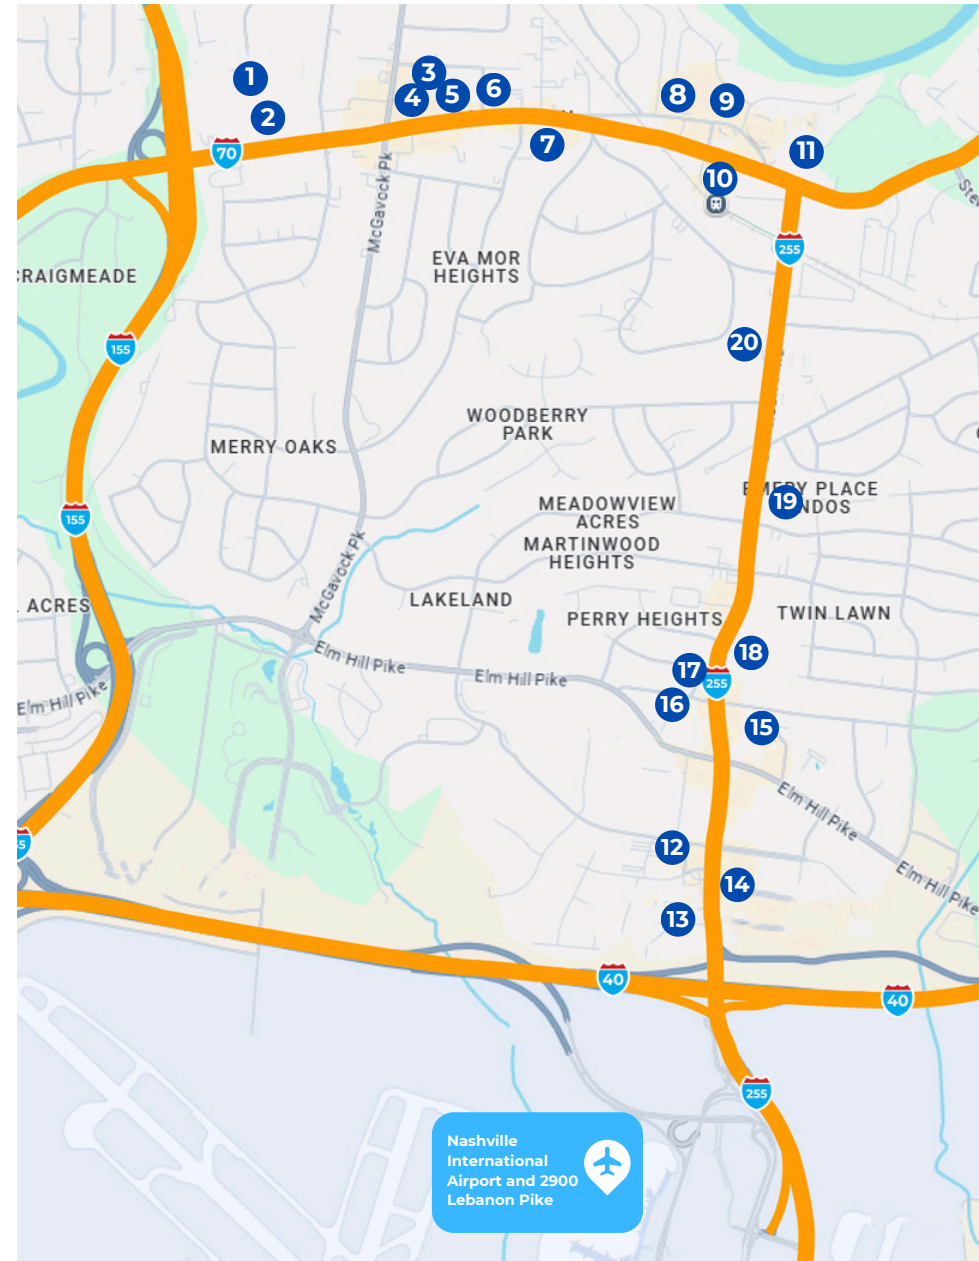 1
2
3
4
5
6
7
8
9
10
11
70
McGavock Pk
255
CRAIGMEADE
EVA MOR
HEIGHTS
155
20
MERRY OAKS
WOODBERRY
PARK
155
19
PLACE
MEADOWVIEW
ACRES
MARTINWOOD
HEIGHTS
McGavock Pk
ACRES
LAKELAND
PERRY HEIGHTS
TWIN LAWN
Elm Hill Pike
Elm Hill Pike
Elm Hill Pike
18
17
255
16
15
Elm Hill Pike
12
14
13
Elm Hill Pike
40
40
255
Nashville
International
Airport and 2900
Lebanon Pike